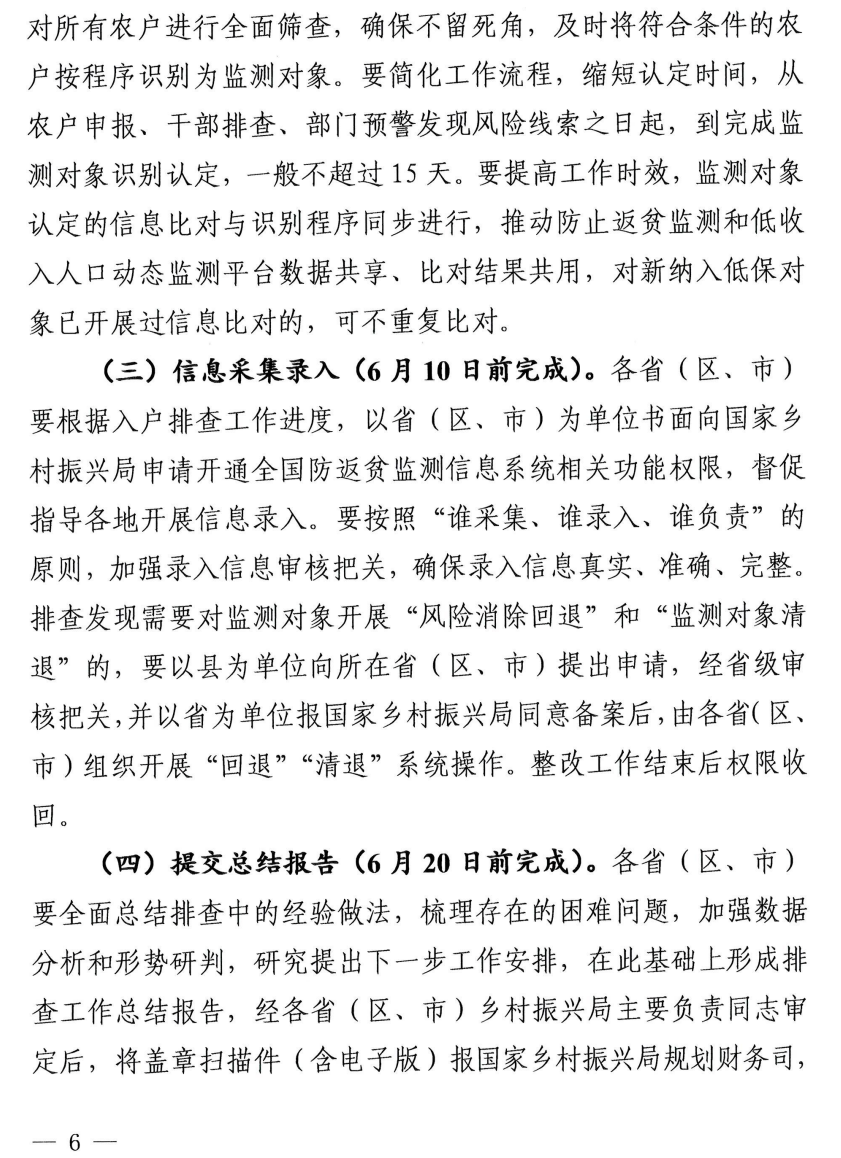 对所有农户进行全面筛查，确保不留死角，及时将符合条件的农
户按程序识别为监测对象。要简化工作流程，缩短认定时间，从
农户申报、干部排查、部门预警发现风险线索之日起，到完成监
测对象识别认定，一般不超过 15 天。要提高工作时效，监测对象
认定的信息比对与识别程序同步进行，推动防止返贫监测和低收
入人口动态监测平台数据共享、比对结果共用，对新纳入低保对
象已开展过信息比对的，可不重复比对。
（三）信息采集录入（6 月 10 日前完成）。各省（区、市）
要根据入户排查工作进度，以省（区、市）为单位书面向国家乡
村振兴局申请开通全国防返贫监测信息系统相关功能权限，督促
指导各地开展信息录入。要按照“谁采集、谁录入、谁负责”的
原则，加强录入信息审核把关，确保录入信息真实、准确、完整。
排查发现需要对监测对象开展“风险消除回退”和“监测对象清
退”的，要以县为单位向所在省（区、市）提出申请，经省级审
核把关，并以省为单位报国家乡村振兴局同意备案后，由各省（区、
市）组织开展“回退”“清退”系统操作。整改工作结束后权限收
回。
（四）提交总结报告（6 月 20 日前完成）。各省（区、市）
要全面总结排查中的经验做法，梳理存在的困难问题，加强数据
分析和形势研判，研究提出下一步工作安排，在此基础上形成排
查工作总结报告，经各省（区、市）乡村振兴局主要负责同志审
定后，将盖章扫描件（含电子版）报国家乡村振兴局规划财务司，
— 6 —